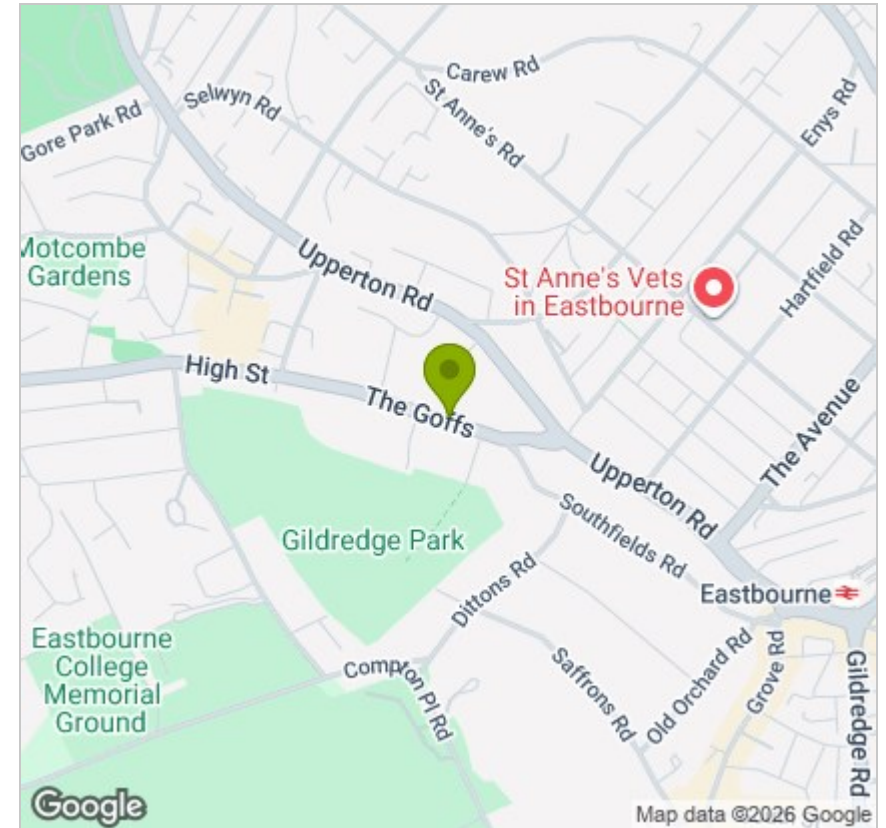 Carew Rd
Selwyn Rd
St Anne's Rd
Enys Rd
Gore Park Rd
Motcombe
Gardens
Upperton Rd
St Anne's Vets
in Eastbourne
Hartfield Rd
High St
The Goffs
The Avenue
Upperton Rd
Gildredge Park
Southfields Rd
Dittons Rd
Eastbourne
Eastbourne
College
Memorial
Ground
Compton Pl Rd
Saffrons Rd
Old Orchard Rd
Grove Rd
Gildredge Rd
Google
Map data ©2026 Google